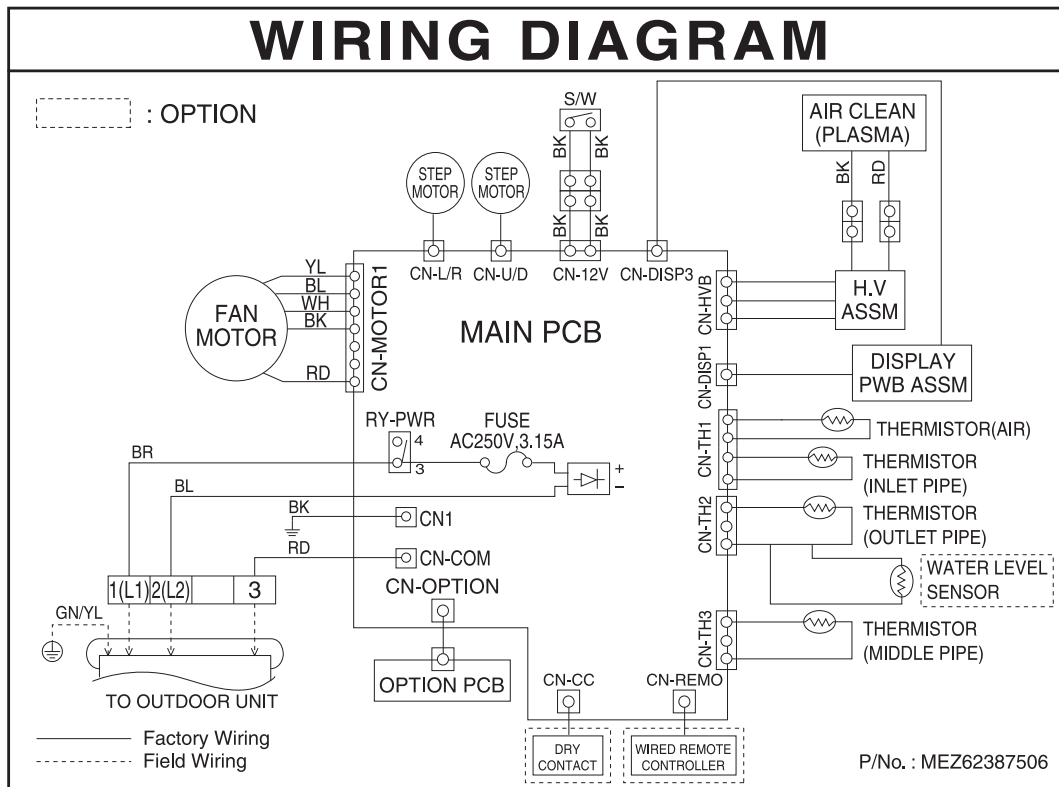 WIRING DIAGRAM
: OPTION
S/W
BK
BK
BK
BK
AIR CLEAN
(PLASMA)
BK
RD
STEP
MOTOR
STEP
MOTOR
CN-L/R
CN-U/D
CN-12V
CN-DISP3
YL
BL
WH
BK
RD
FAN
MOTOR
CN-MOTOR1
MAIN PCB
CN-HVB
H.V
ASSM
CN-DISP1
DISPLAY
PWB ASSM
RY-PWR
4
3
FUSE
AC250V,3.15A
+
−
CN-TH1
THERMISTOR(AIR)
THERMISTOR
(INLET PIPE)
BR
BL
BK
CN1
RD
CN-COM
CN-TH2
THERMISTOR
(OUTLET PIPE)
WATER LEVEL
SENSOR
1(L1)
2(L2)
3
GN/YL
TO OUTDOOR UNIT
CN-OPTION
OPTION PCB
CN-TH3
THERMISTOR
(MIDDLE PIPE)
CN-CC
CN-REMO
DRY
CONTACT
WIRED REMOTE
CONTROLLER
Factory Wiring
Field Wiring
P/No. : MEZ62387506